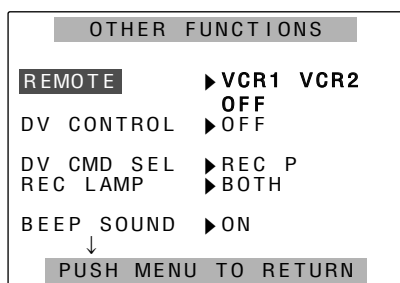 OTHER FUNCTIONS
REMOTE ▶VCR1 VCR2
OFF
DV CONTROL ▶OFF
DV CMD SEL ▶REC P
REC LAMP ▶BOTH
BEEP SOUND ▶ON
↓
PUSH MENU TO RETURN